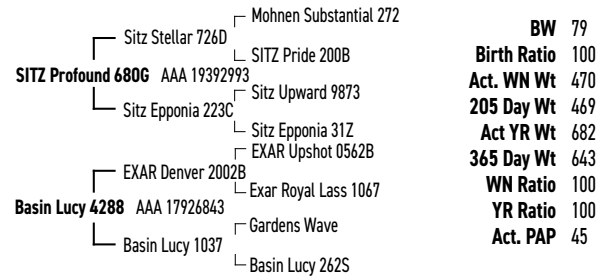 Mohnen Substantial 272
Sitz Stellar 726D
SITZ Pride 200B
SITZ Profound 680G AAA 19392993
Sitz Upward 9873
Sitz Epponia 223C
Sitz Epponia 31Z
EXAR Upshot 0562B
EXAR Denver 2002B
Exar Royal Lass 1067
Basin Lucy 4288 AAA 17926843
Gardens Wave
Basin Lucy 1037
Basin Lucy 262S
BW 79
Birth Ratio 100
Act. WN Wt 470
205 Day Wt 469
Act YR Wt 682
365 Day Wt 643
WN Ratio 100
YR Ratio 100
Act. PAP 45